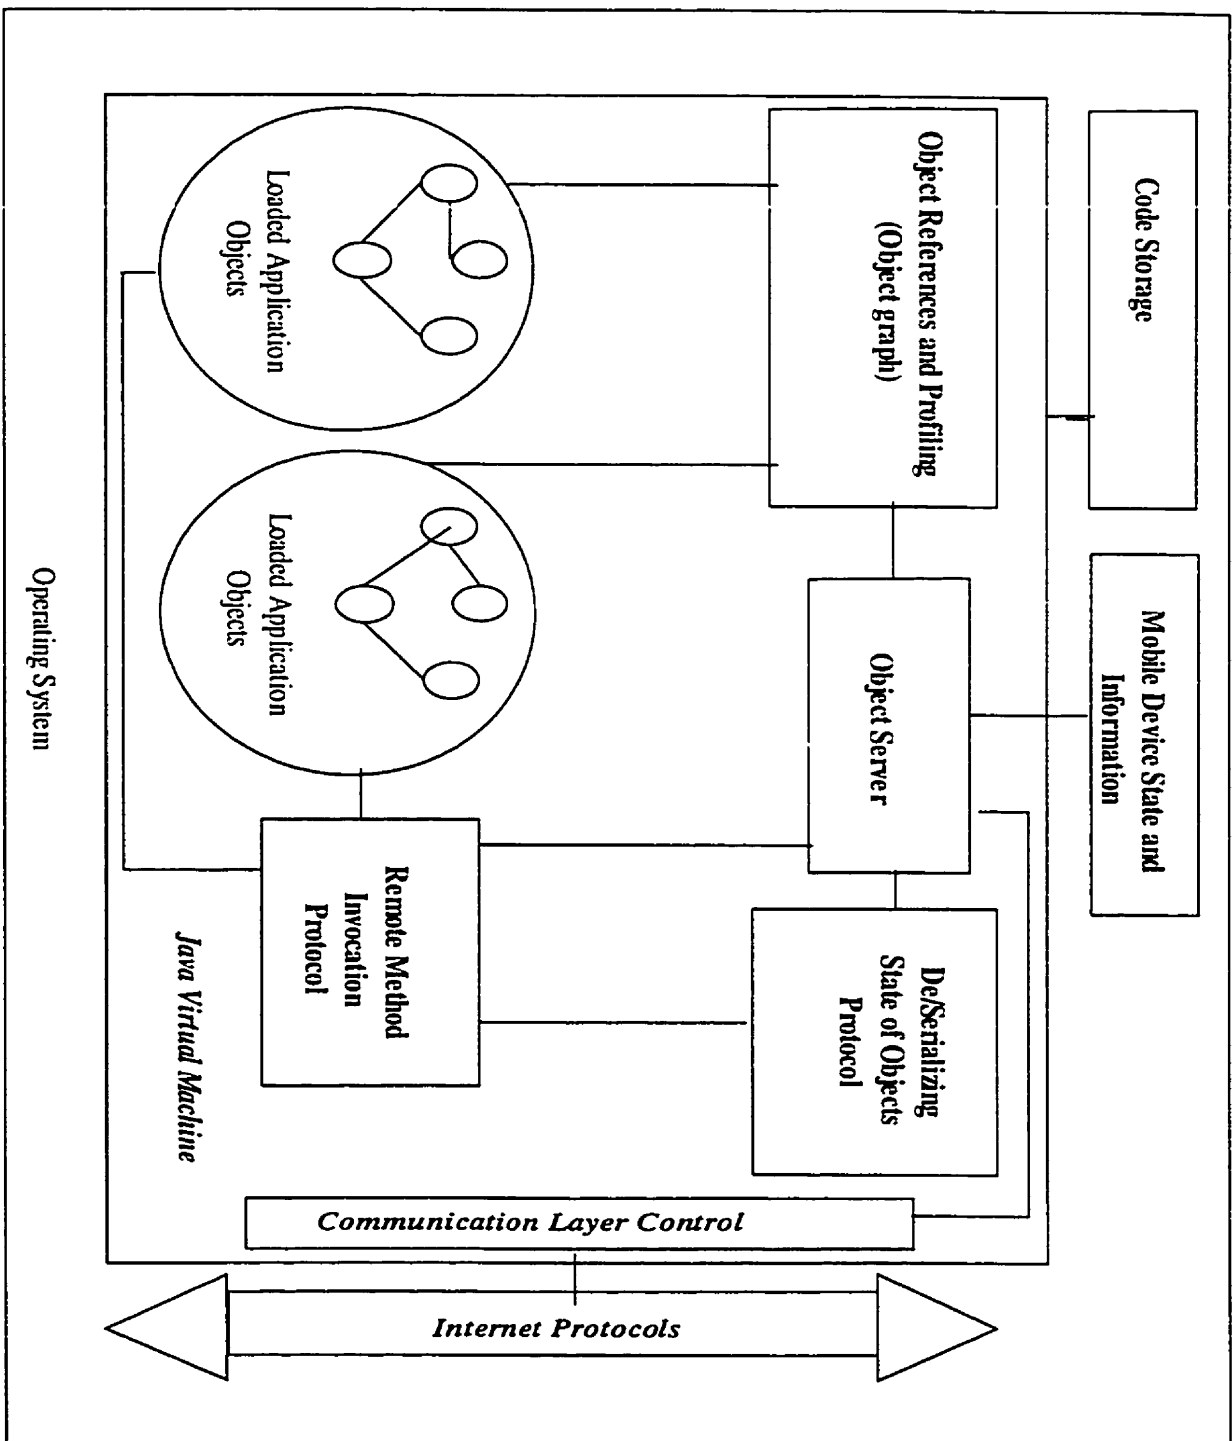 Code Storage
Mobile Device State and
Information
Object References and Profiling
(Object graph)
Object Server
De/Serializing
State of Objects
Protocol
Loaded Application
Objects
Loaded Application
Objects
Remote Method
Invocation
Protocol
Java Virtual Machine
Communication Layer Control
Internet Protocols
Operating System